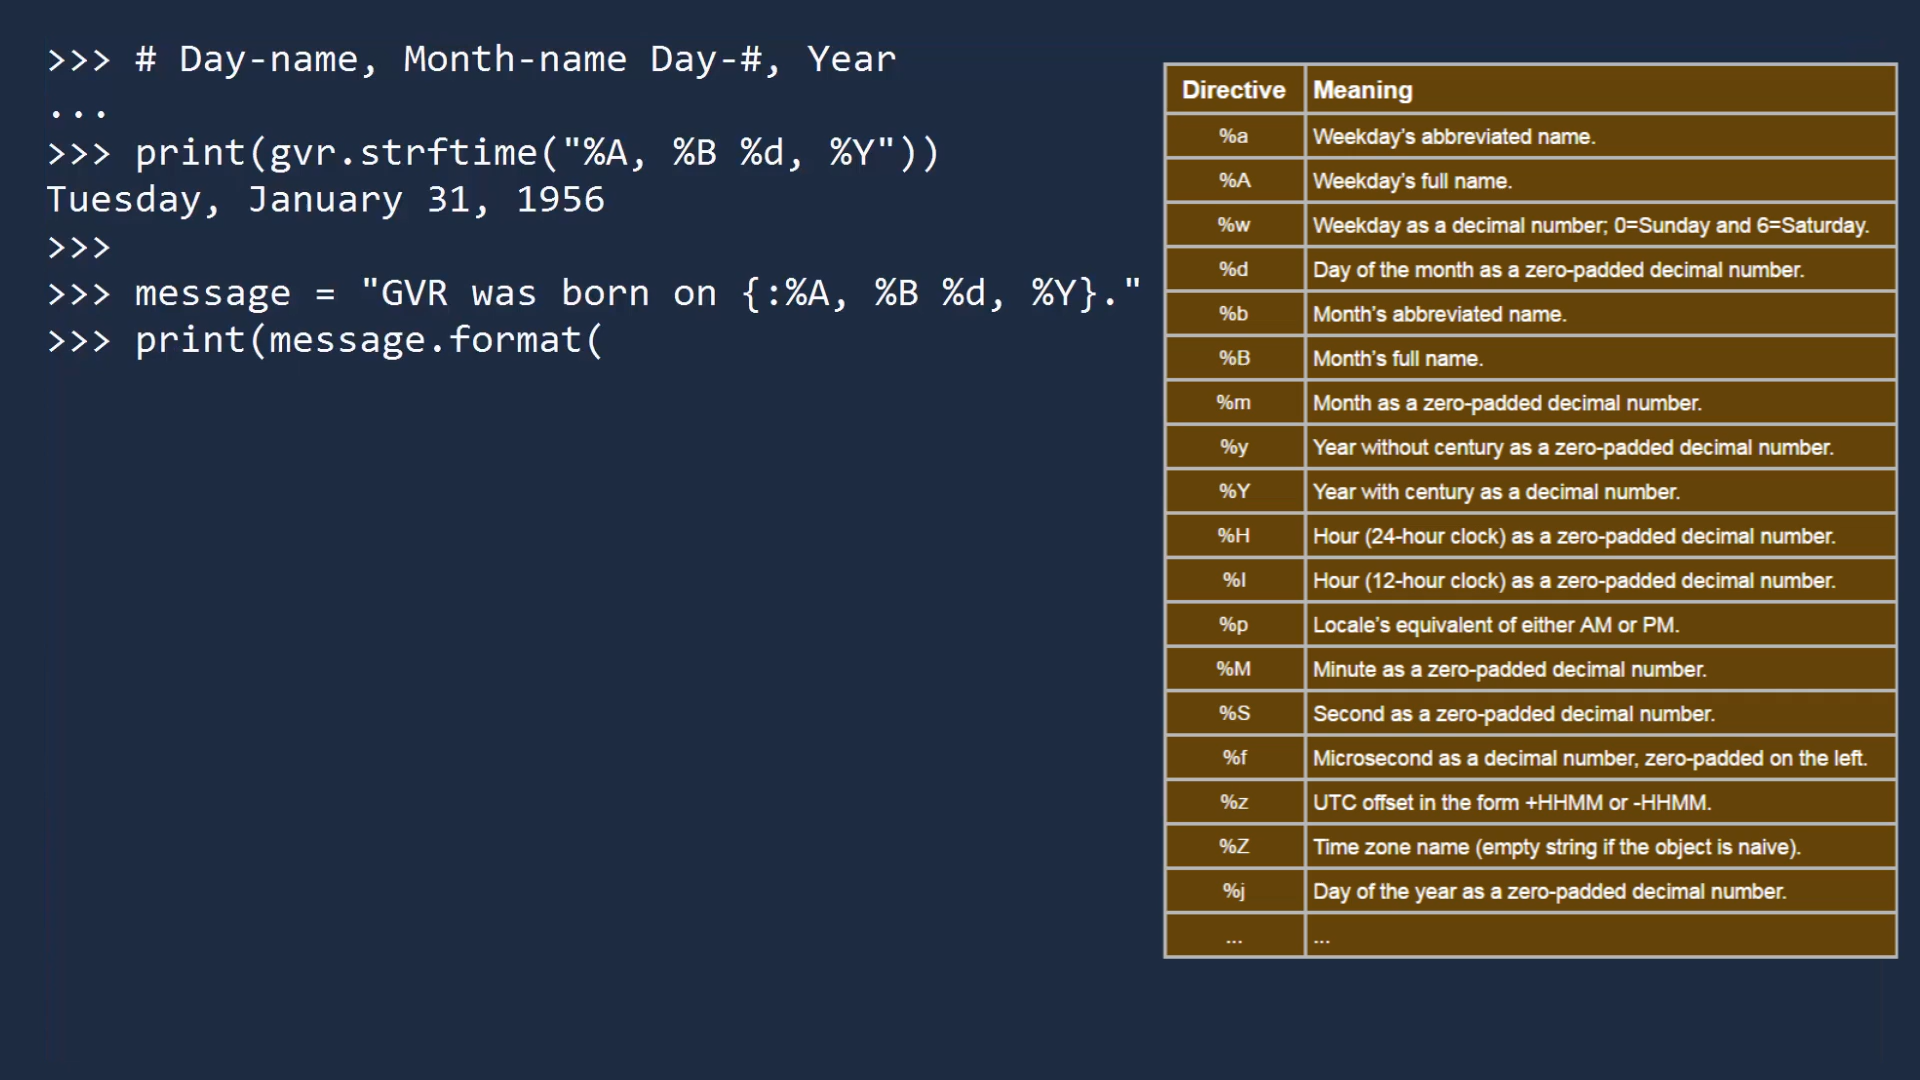 >>> # Day-name, Month-name Day-#, Year
...
>>> print(gvr.strftime("%A, %B %d, %Y"))
Tuesday, January 31, 1956
>>>
>>> message = "GVR was born on {:%A, %B %d, %Y}."
>>> print(message.format(
Directive Meaning
%a Weekday's abbreviated name.
%A Weekday's full name.
%w Weekday as a decimal number; 0=Sunday and 6=Saturday.
%d Day of the month as a zero-padded decimal number.
%b Month's abbreviated name.
%B Month's full name.
%m Month as a zero-padded decimal number.
%y Year without century as a zero-padded decimal number.
%Y Year with century as a decimal number.
%H Hour (24-hour clock) as a zero-padded decimal number.
%I Hour (12-hour clock) as a zero-padded decimal number.
%p Locale's equivalent of either AM or PM.
%M Minute as a zero-padded decimal number.
%S Second as a zero-padded decimal number.
%f Microsecond as a decimal number, zero-padded on the left.
%z UTC offset in the form +HHMM or -HHMM.
%Z Time zone name (empty string if the object is naive).
%j Day of the year as a zero-padded decimal number.
... ...